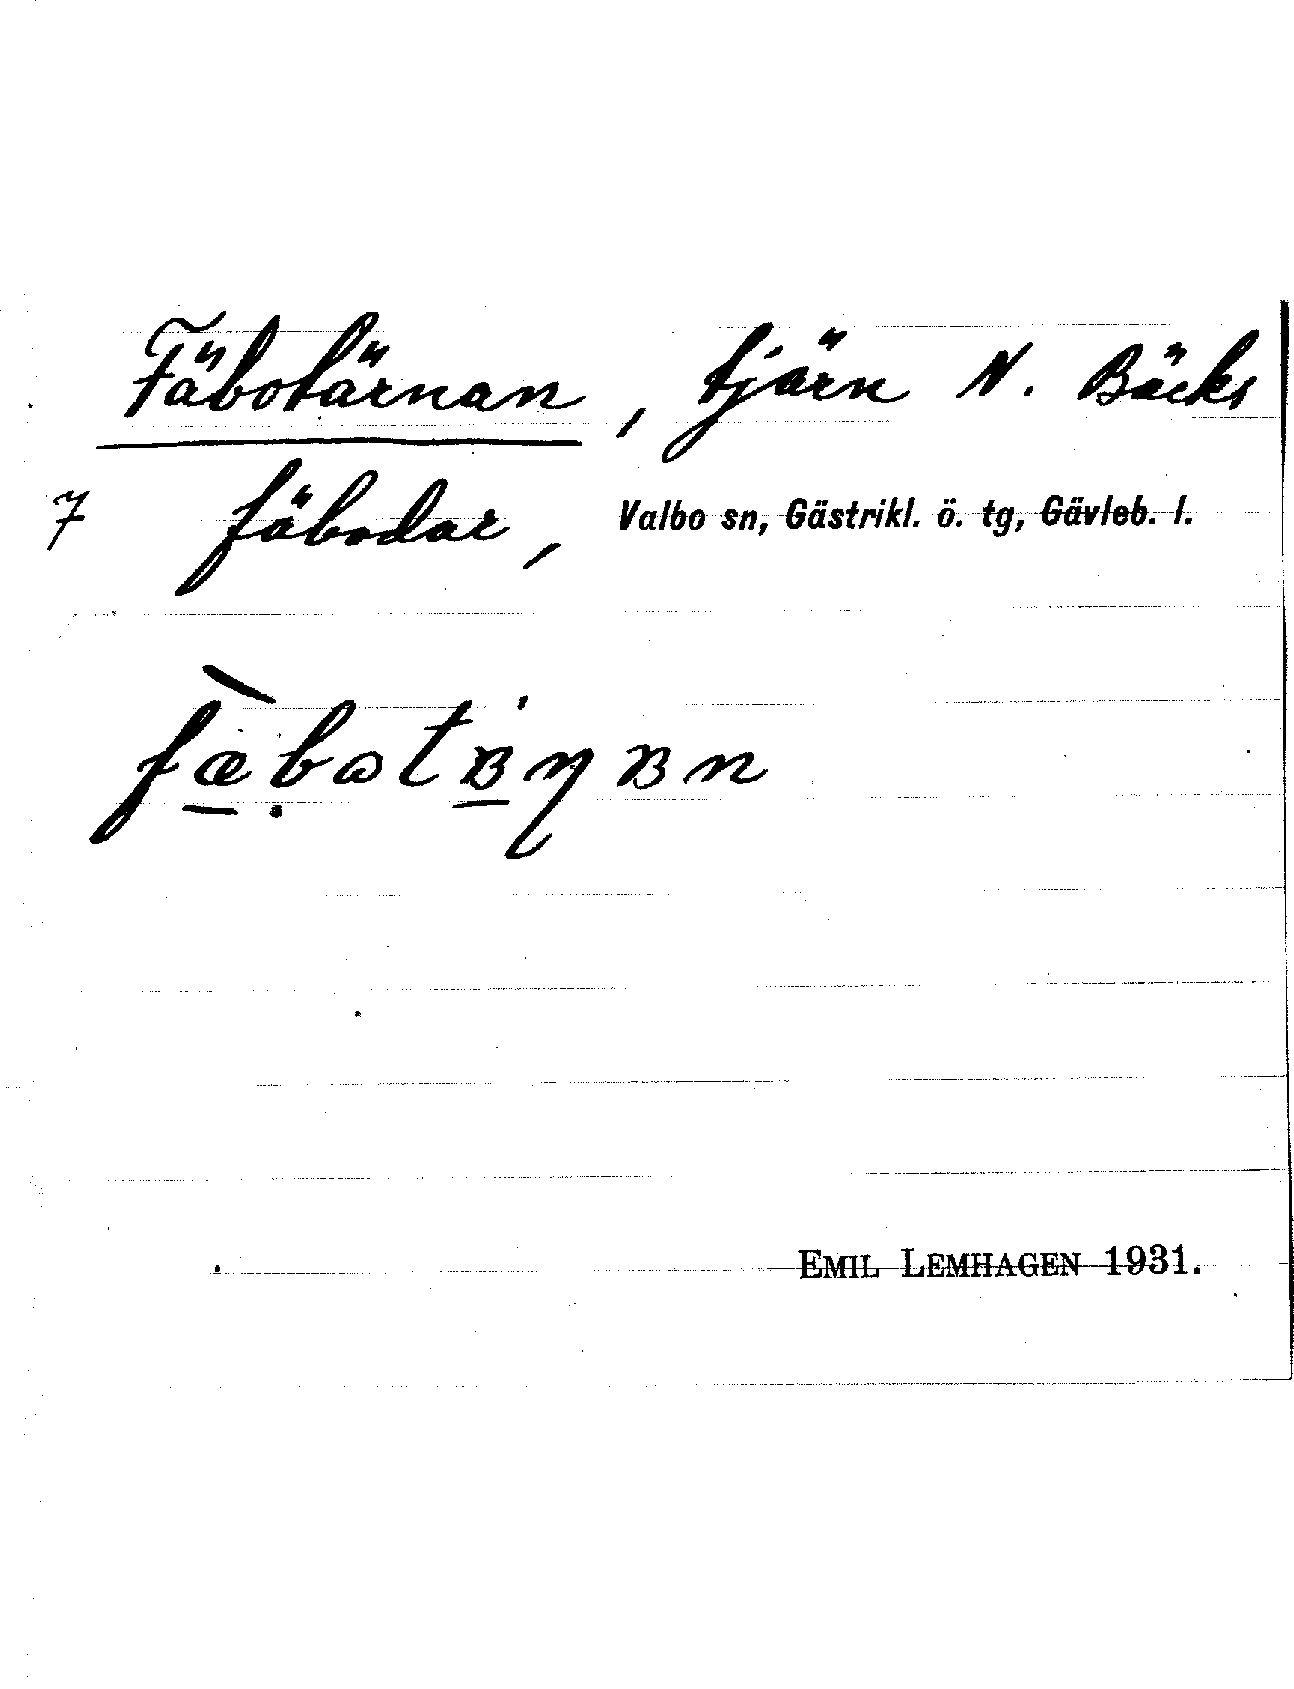 Fäbotärnan, tjärn N. Bäcks
7 fäbodar, Valbo sn, Gästrikl. ö. tg, Gävleb. l.
EMIL LEMHAGEN 1931.